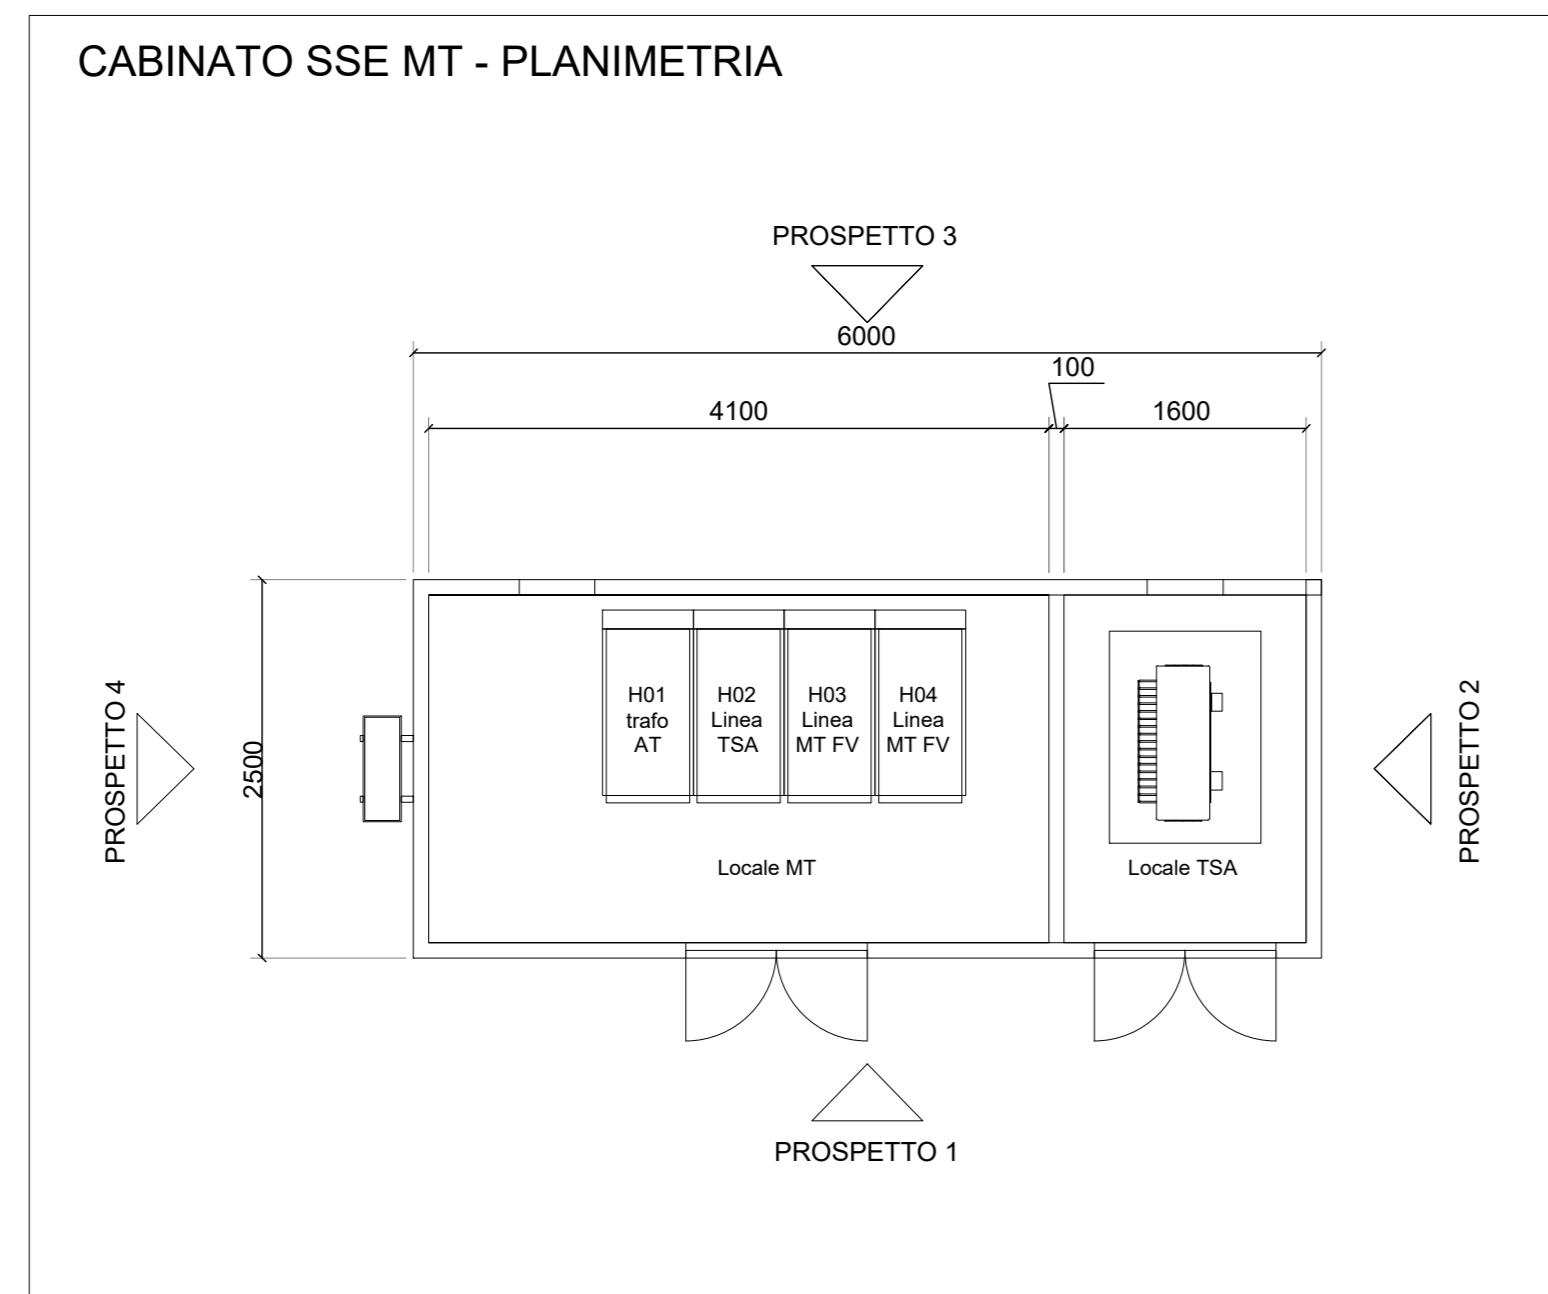 CABINATO SSE MT - PLANIMETRIA
PROSPETTO 3
6000
100
4100
1600
PROSPETTO 4
2500
H01
trafo
AT
H02
Linea
TSA
H03
Linea
MT FV
H04
Linea
MT FV
PROSPETTO 2
Locale MT
Locale TSA
PROSPETTO 1